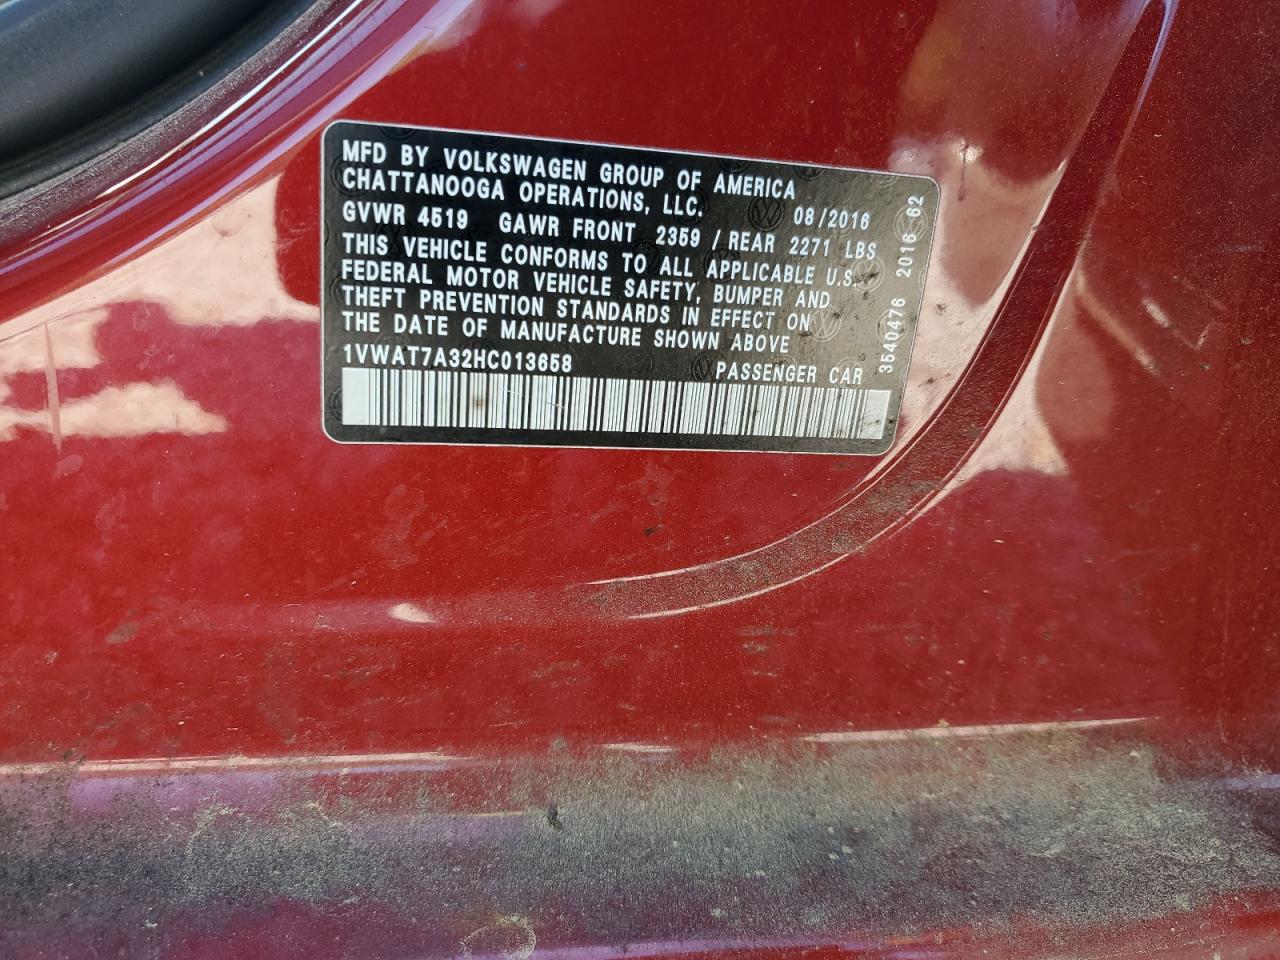 MFD BY VOLKSWAGEN GROUP OF AMERICA
CHATTANOOGA OPERATIONS, LLC. 08/2016
GVWR 4519 GAWR FRONT 2359 / REAR 2271 LBS
THIS VEHICLE CONFORMS TO ALL APPLICABLE U.S.
FEDERAL MOTOR VEHICLE SAFETY, BUMPER AND
THEFT PREVENTION STANDARDS IN EFFECT ON
THE DATE OF MANUFACTURE SHOWN ABOVE
1VWAT7A32HC013658 PASSENGER CAR
3540476 2016 62